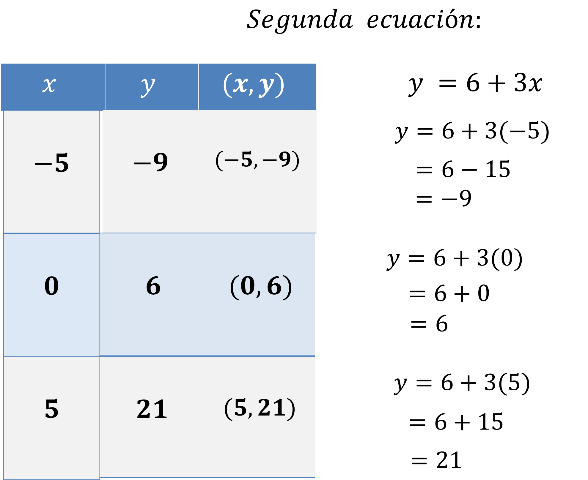 Segunda ecuación:
x y (x, y)
−5 −9 (−5, −9)
0 6 (0, 6)
5 21 (5, 21)
y = 6 + 3x
y = 6 + 3(−5)
= 6 − 15
= −9
y = 6 + 3(0)
= 6 + 0
= 6
y = 6 + 3(5)
= 6 + 15
= 21